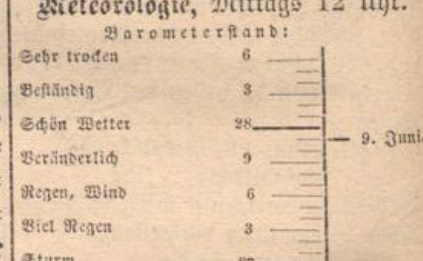 Meteorologie, Mittags 12 Uhr.
Barometerstand:
Sehr trocken 6
Beständig 3
Schön Wetter 28
9. Juni
Veränderlich 9
Regen, Wind 6
Viel Regen 3
Sturm